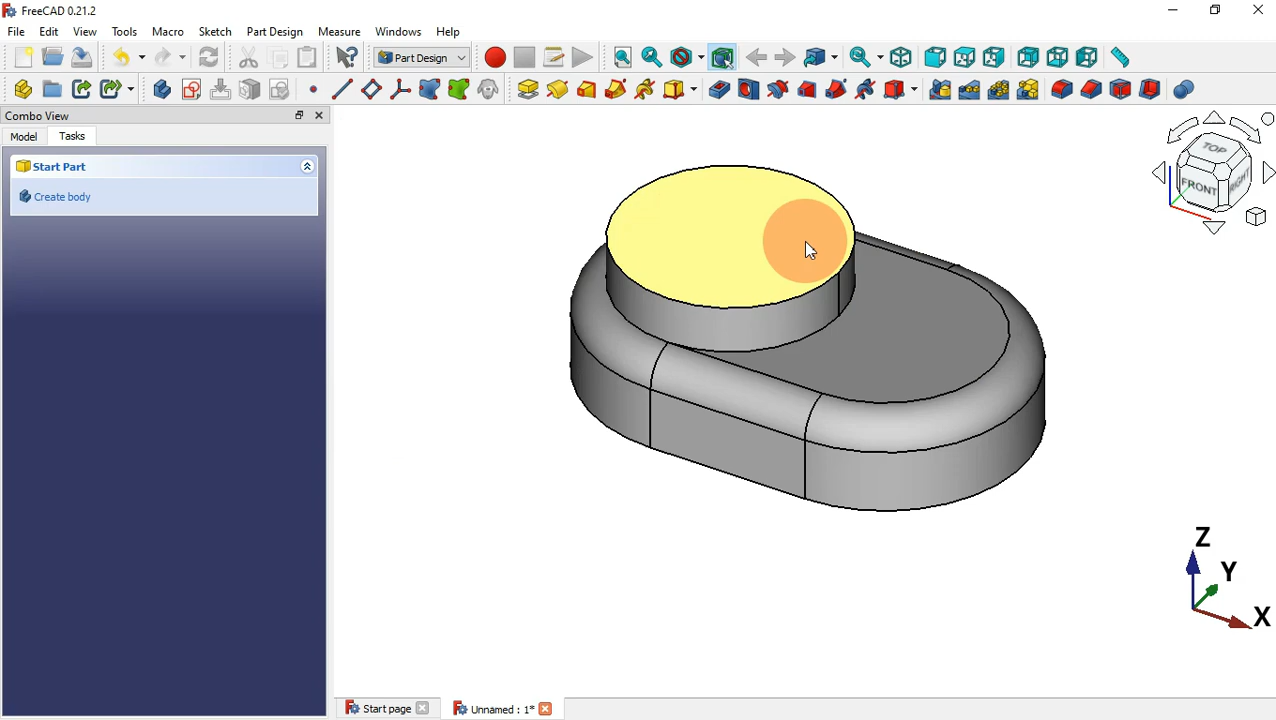 FreeCAD 0.21.2
File Edit View Tools Macro Sketch Part Design Measure Windows Help
Part Design
Combo View
Model Tasks
Start Part
Create body
TOP
FRONT RIGHT
Z
Y
X
Start page Unnamed : 1*